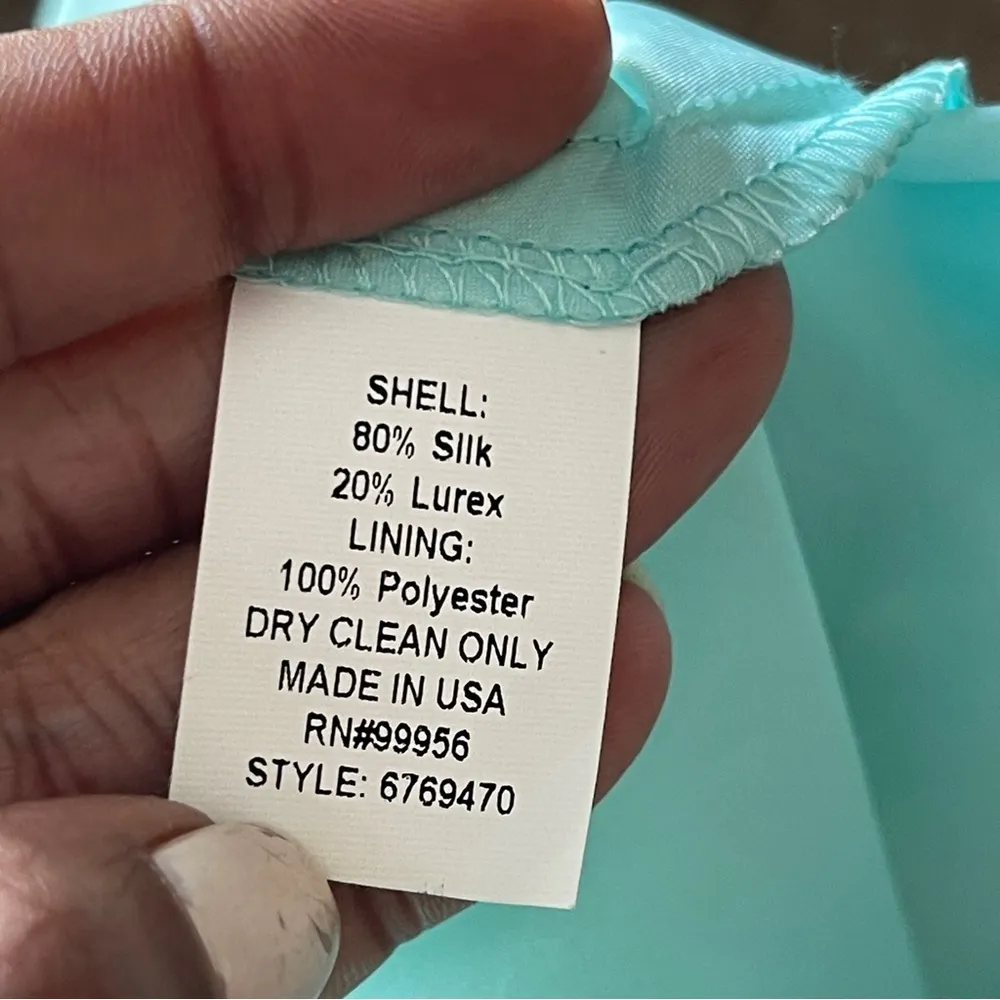 SHELL:
80% Silk
20% Lurex
LINING:
100% Polyester
DRY CLEAN ONLY
MADE IN USA
RN#99956
STYLE: 6769470